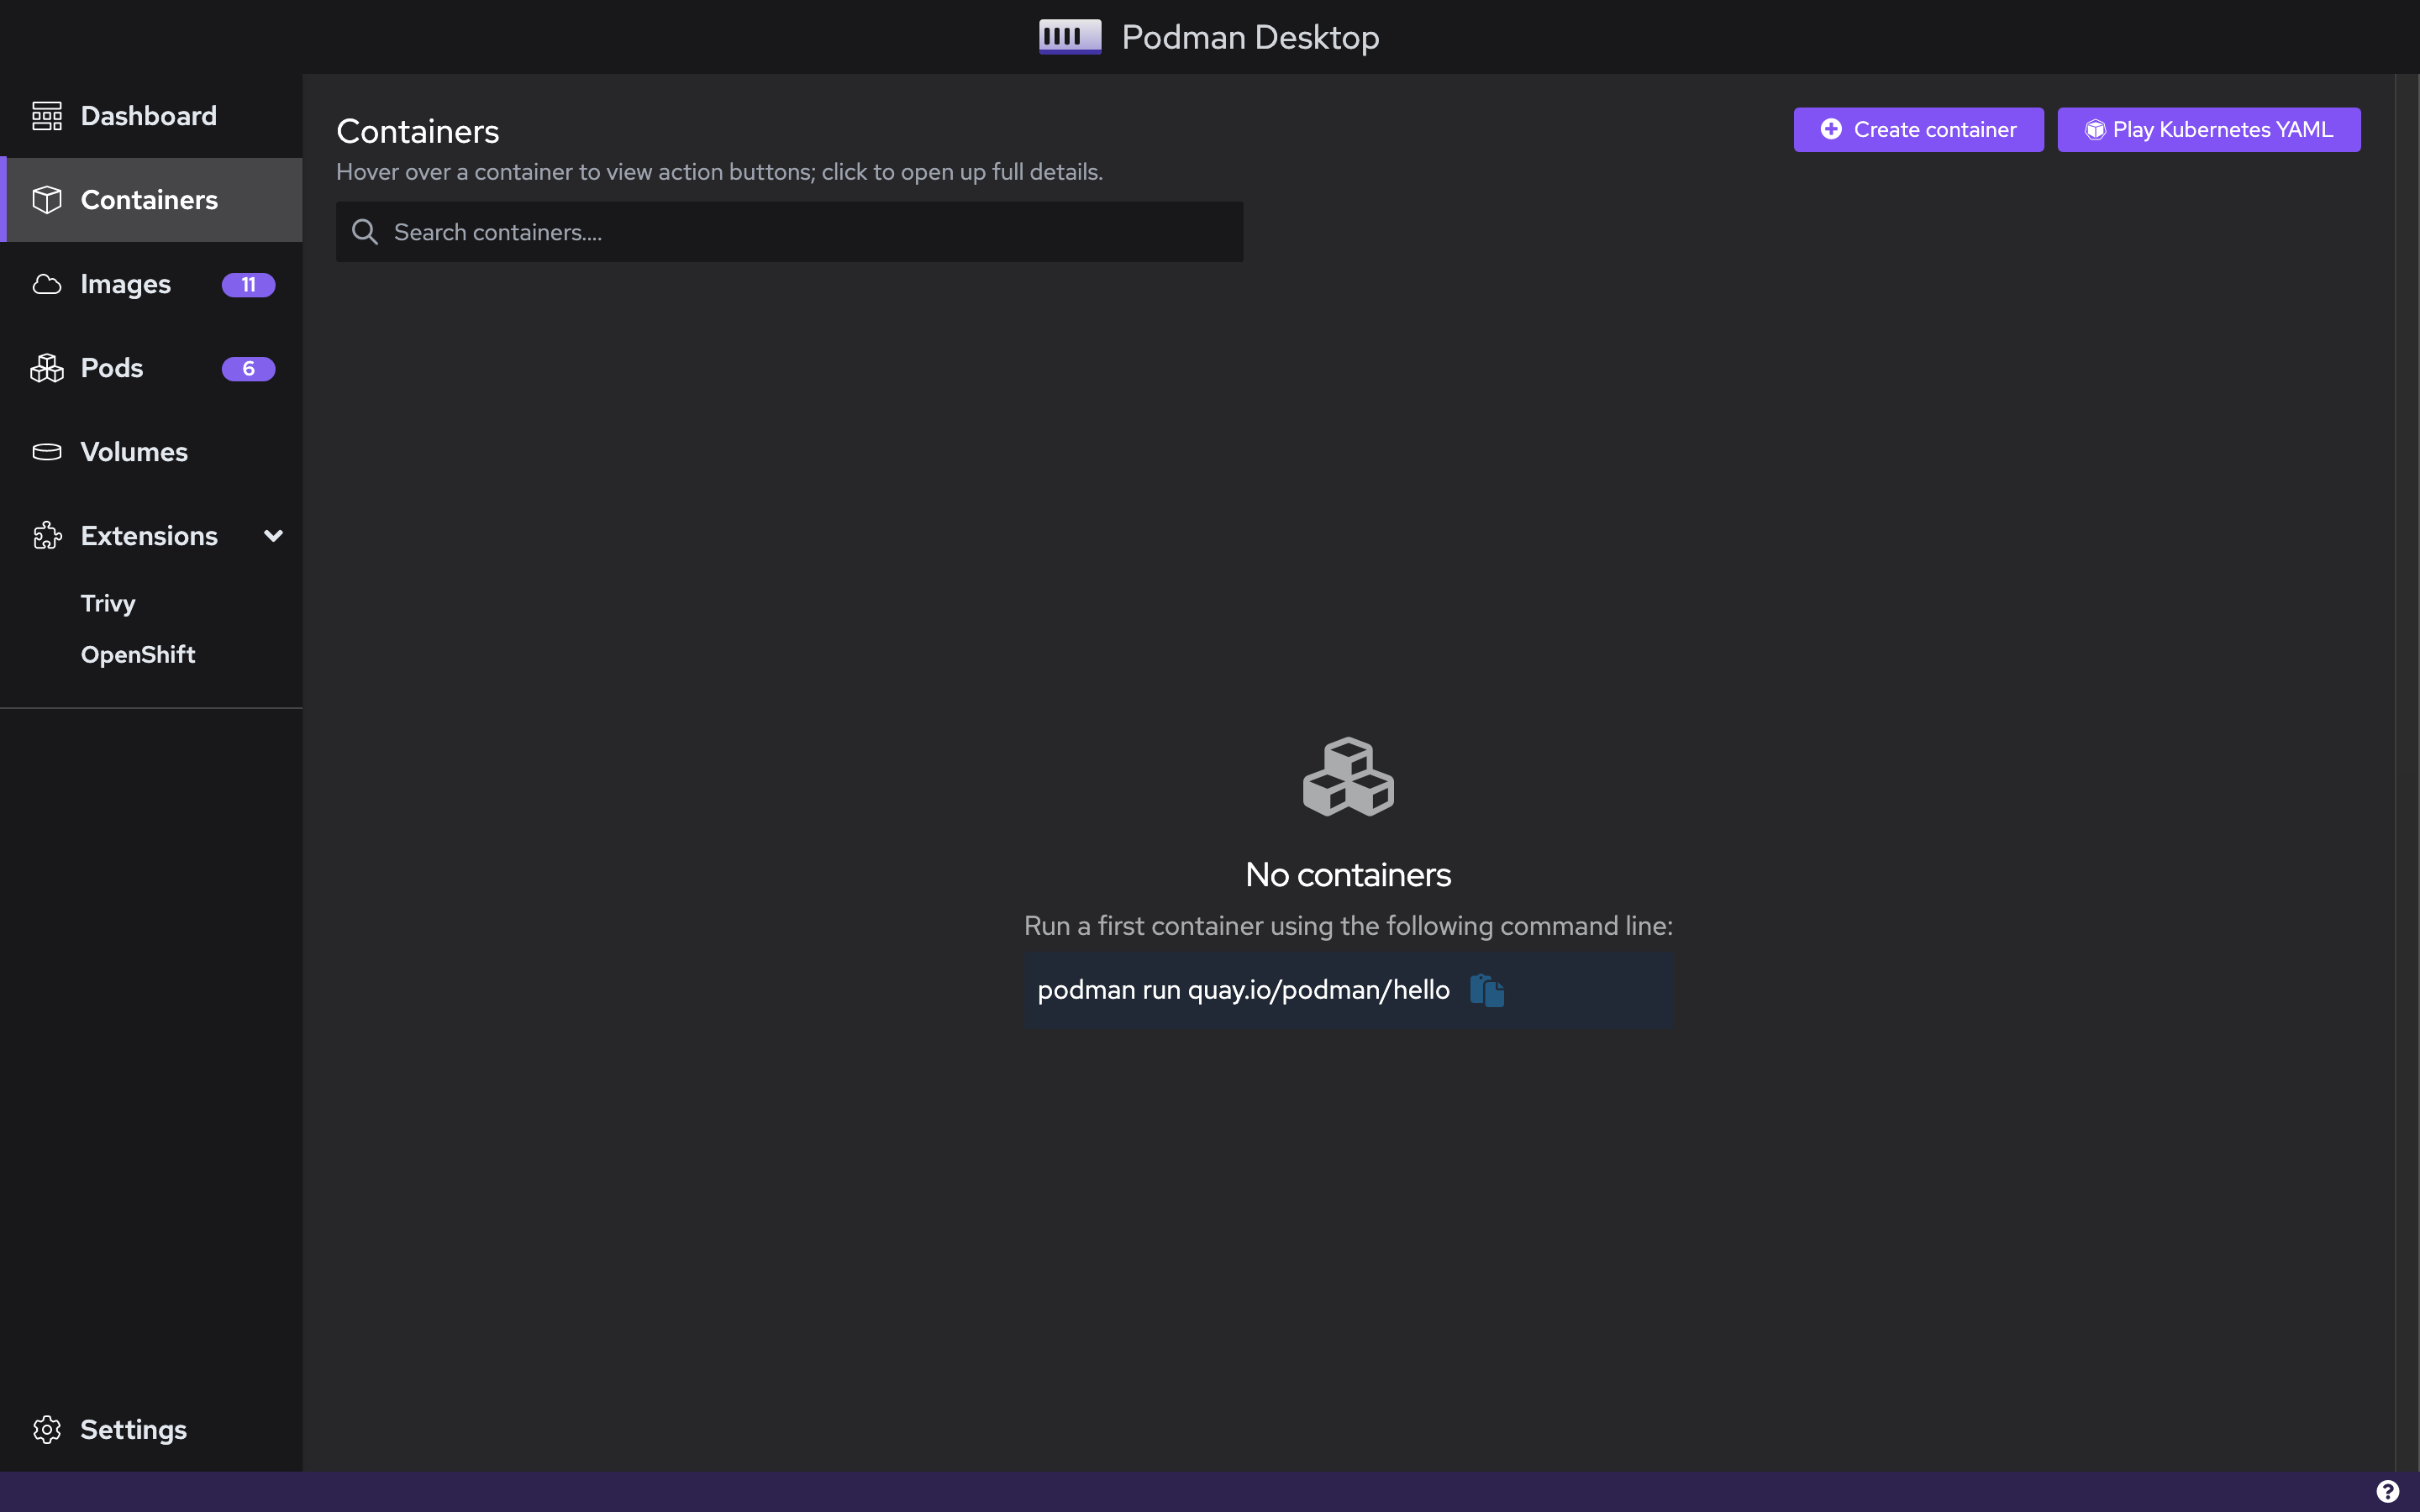 Podman Desktop
Dashboard
Containers
Images 11
Pods 6
Volumes
Extensions
Trivy
OpenShift
Settings
Containers
Hover over a container to view action buttons; click to open up full details.
Create container
Play Kubernetes YAML
Search containers....
No containers
Run a first container using the following command line:
podman run quay.io/podman/hello